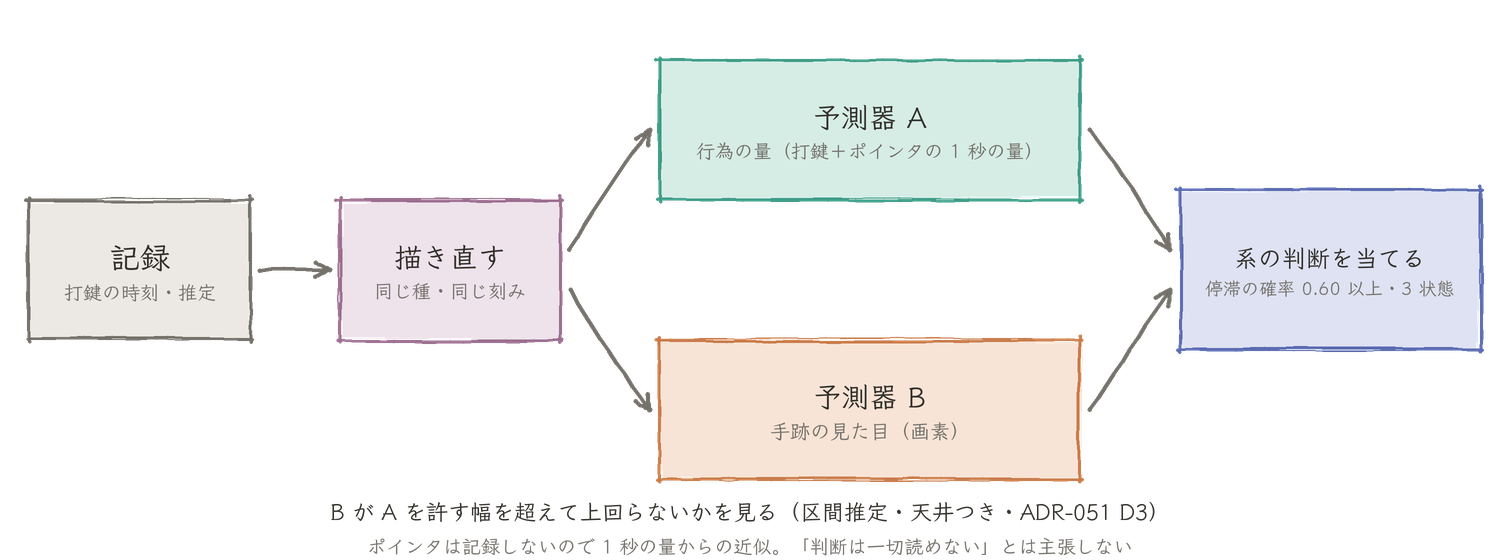 記録
打鍵の時刻・推定
描き直す
同じ種・同じ刻み
予測器 A
行為の量（打鍵＋ポインタの 1 秒の量）
予測器 B
手跡の見た目（画素）
系の判断を当てる
停滞の確率 0.60 以上・3 状態
B が A を許す幅を超えて上回らないかを見る（区間推定・天井つき・ADR-051 D3）
ポインタは記録しないので 1 秒の量からの近似。「判断は一切読めない」とは主張しない